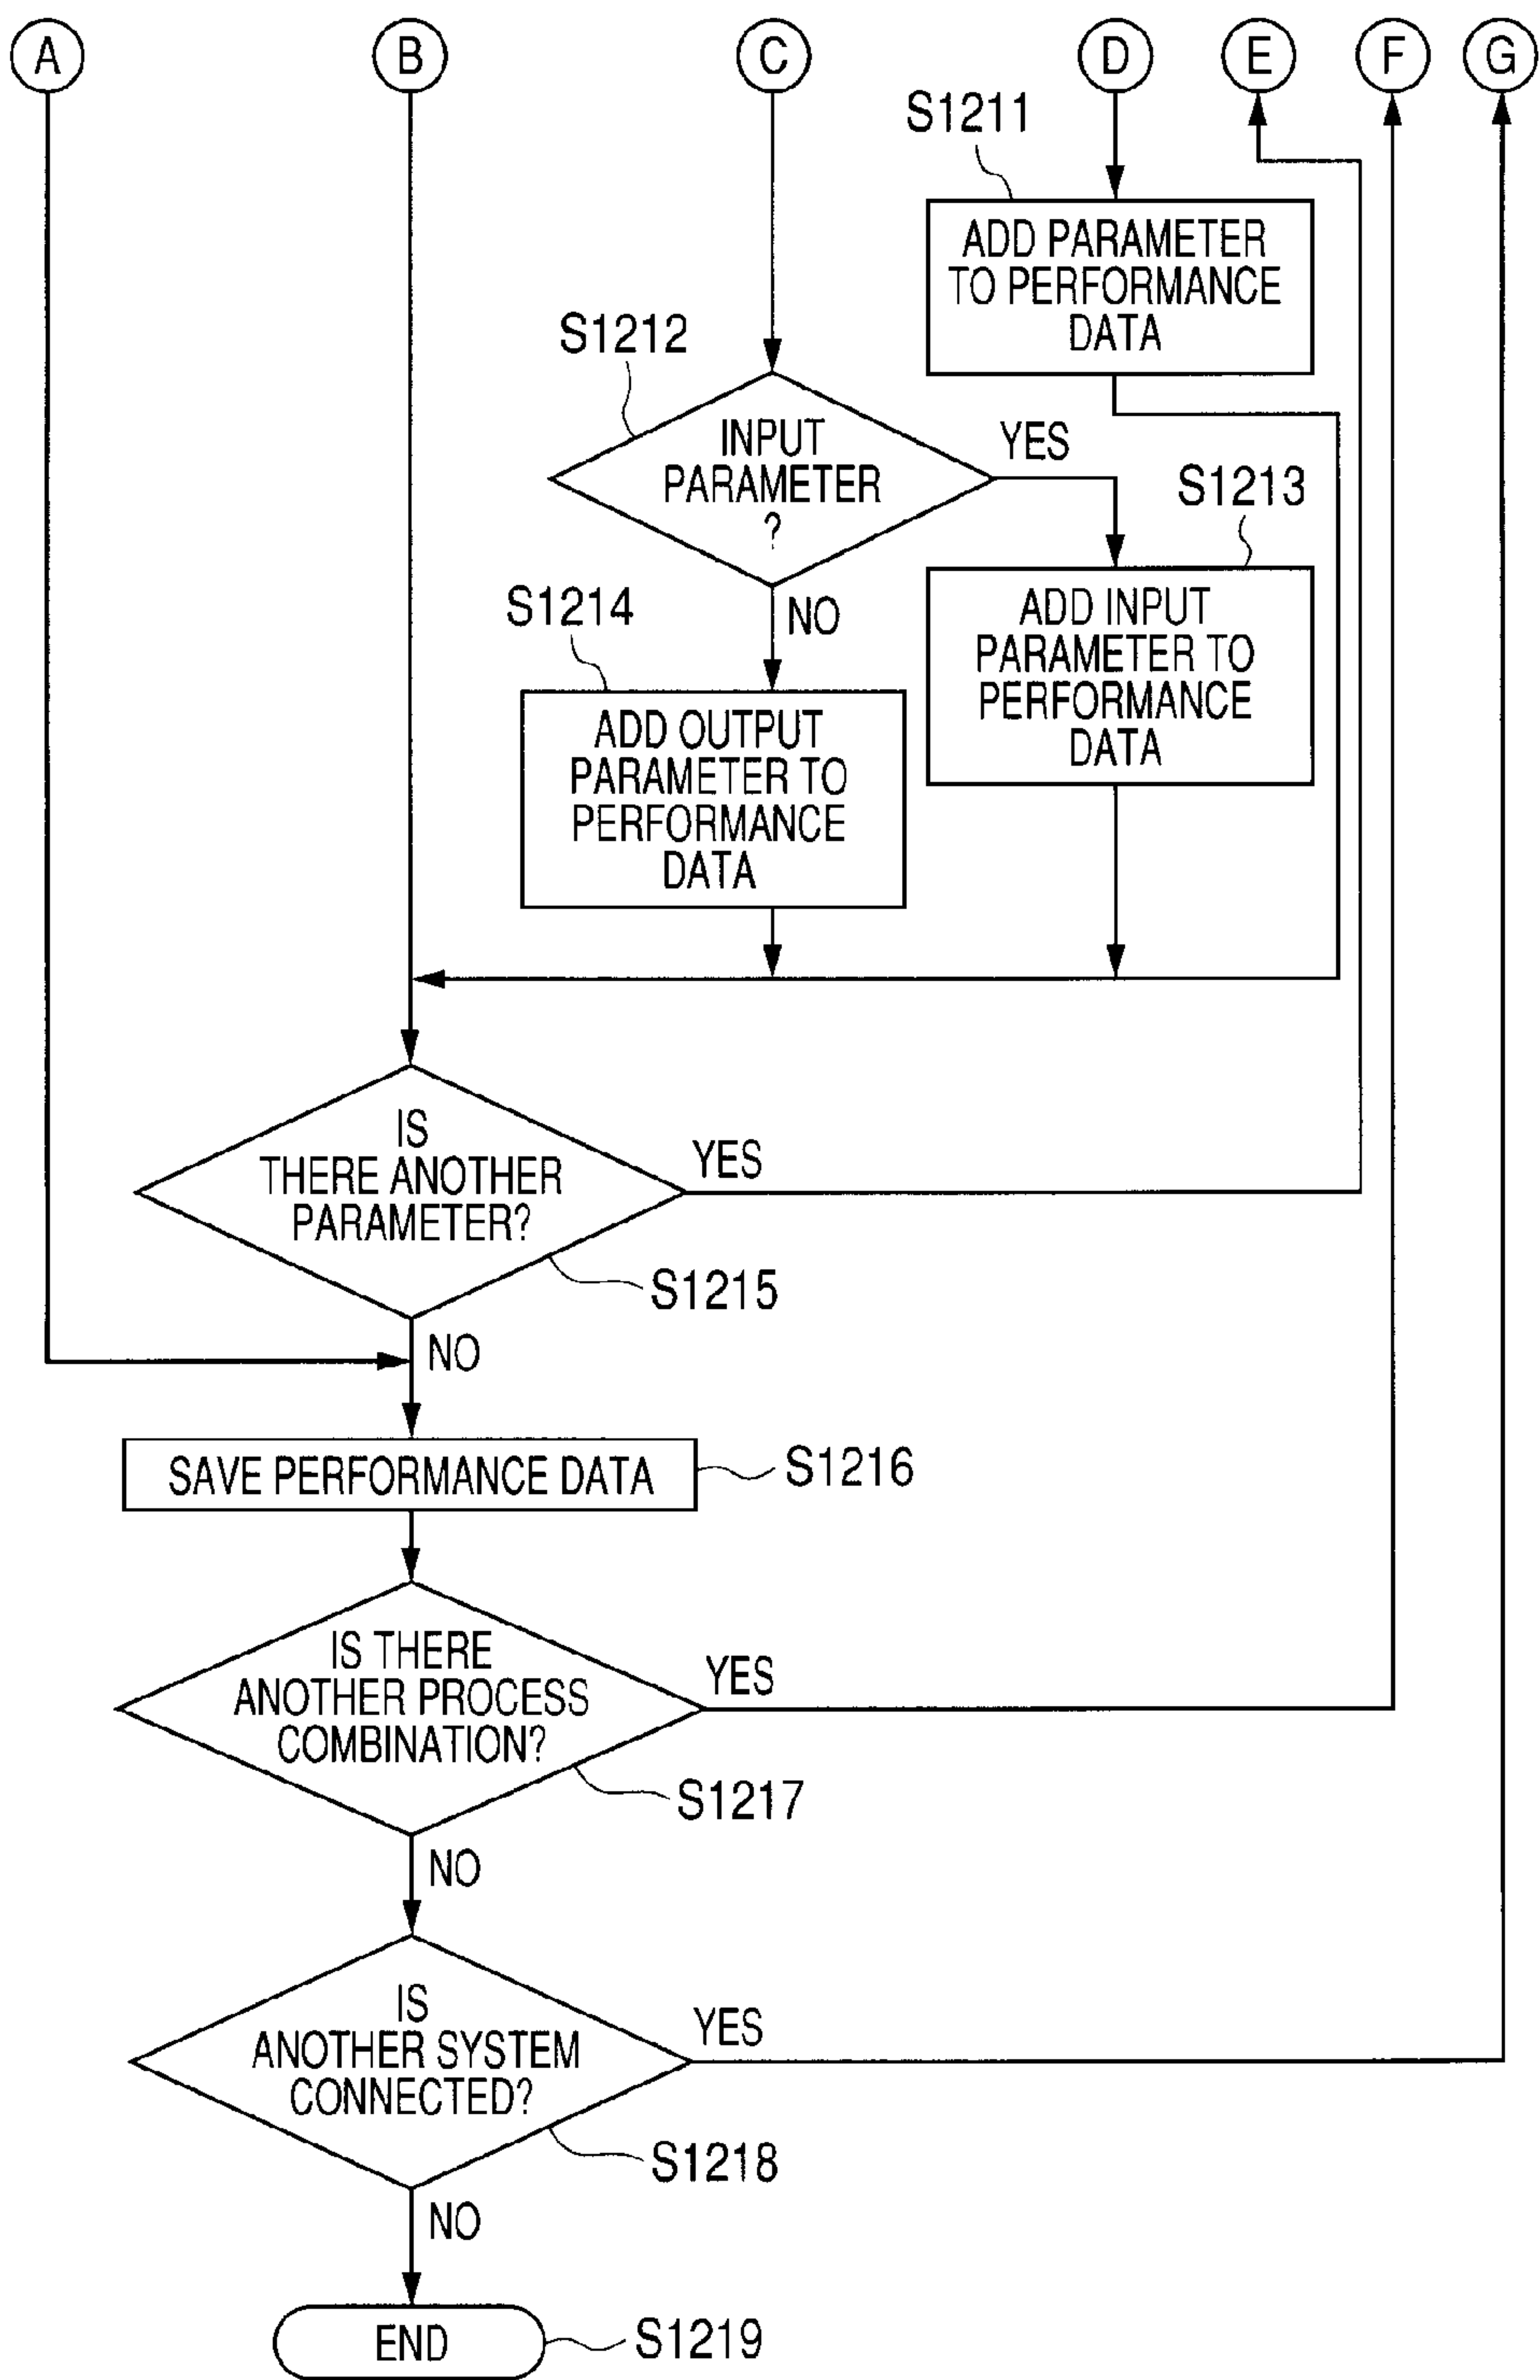 A
B
C
D
E
F
G
S1211
ADD PARAMETER
TO PERFORMANCE
DATA
S1212
INPUT
PARAMETER
?
YES
S1213
ADD INPUT
PARAMETER TO
PERFORMANCE
DATA
NO
S1214
ADD OUTPUT
PARAMETER TO
PERFORMANCE
DATA
IS
THERE ANOTHER
PARAMETER?
YES
S1215
NO
SAVE PERFORMANCE DATA
S1216
IS THERE
ANOTHER PROCESS
COMBINATION?
YES
S1217
NO
IS
ANOTHER SYSTEM
CONNECTED?
YES
S1218
NO
END
S1219